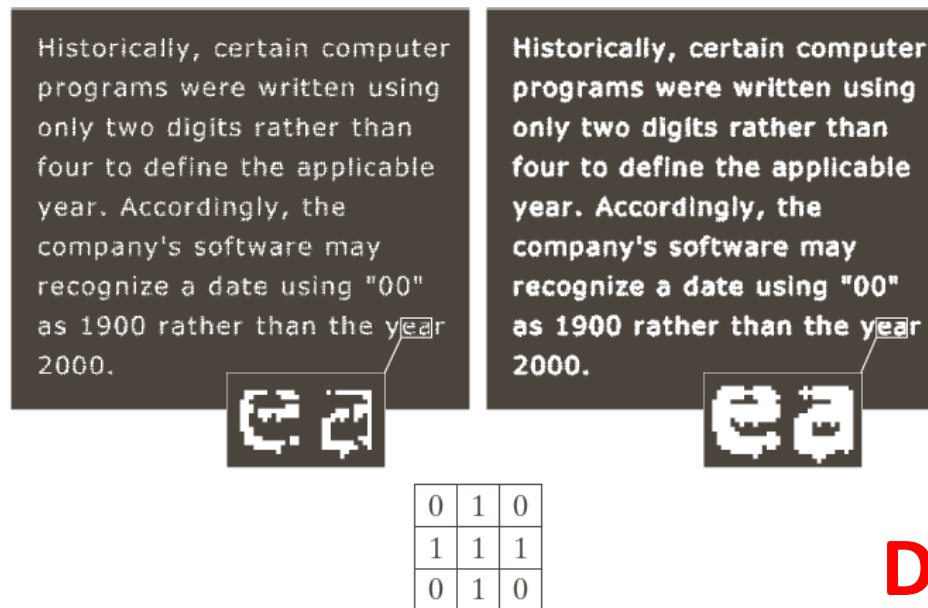 Historically, certain computer
programs were written using
only two digits rather than
four to define the applicable
year. Accordingly, the
company's software may
recognize a date using "00"
as 1900 rather than the year
2000.
e a
Historically, certain computer
programs were written using
only two digits rather than
four to define the applicable
year. Accordingly, the
company's software may
recognize a date using "00"
as 1900 rather than the year
2000.
e a
0 1 0
1 1 1
0 1 0
D